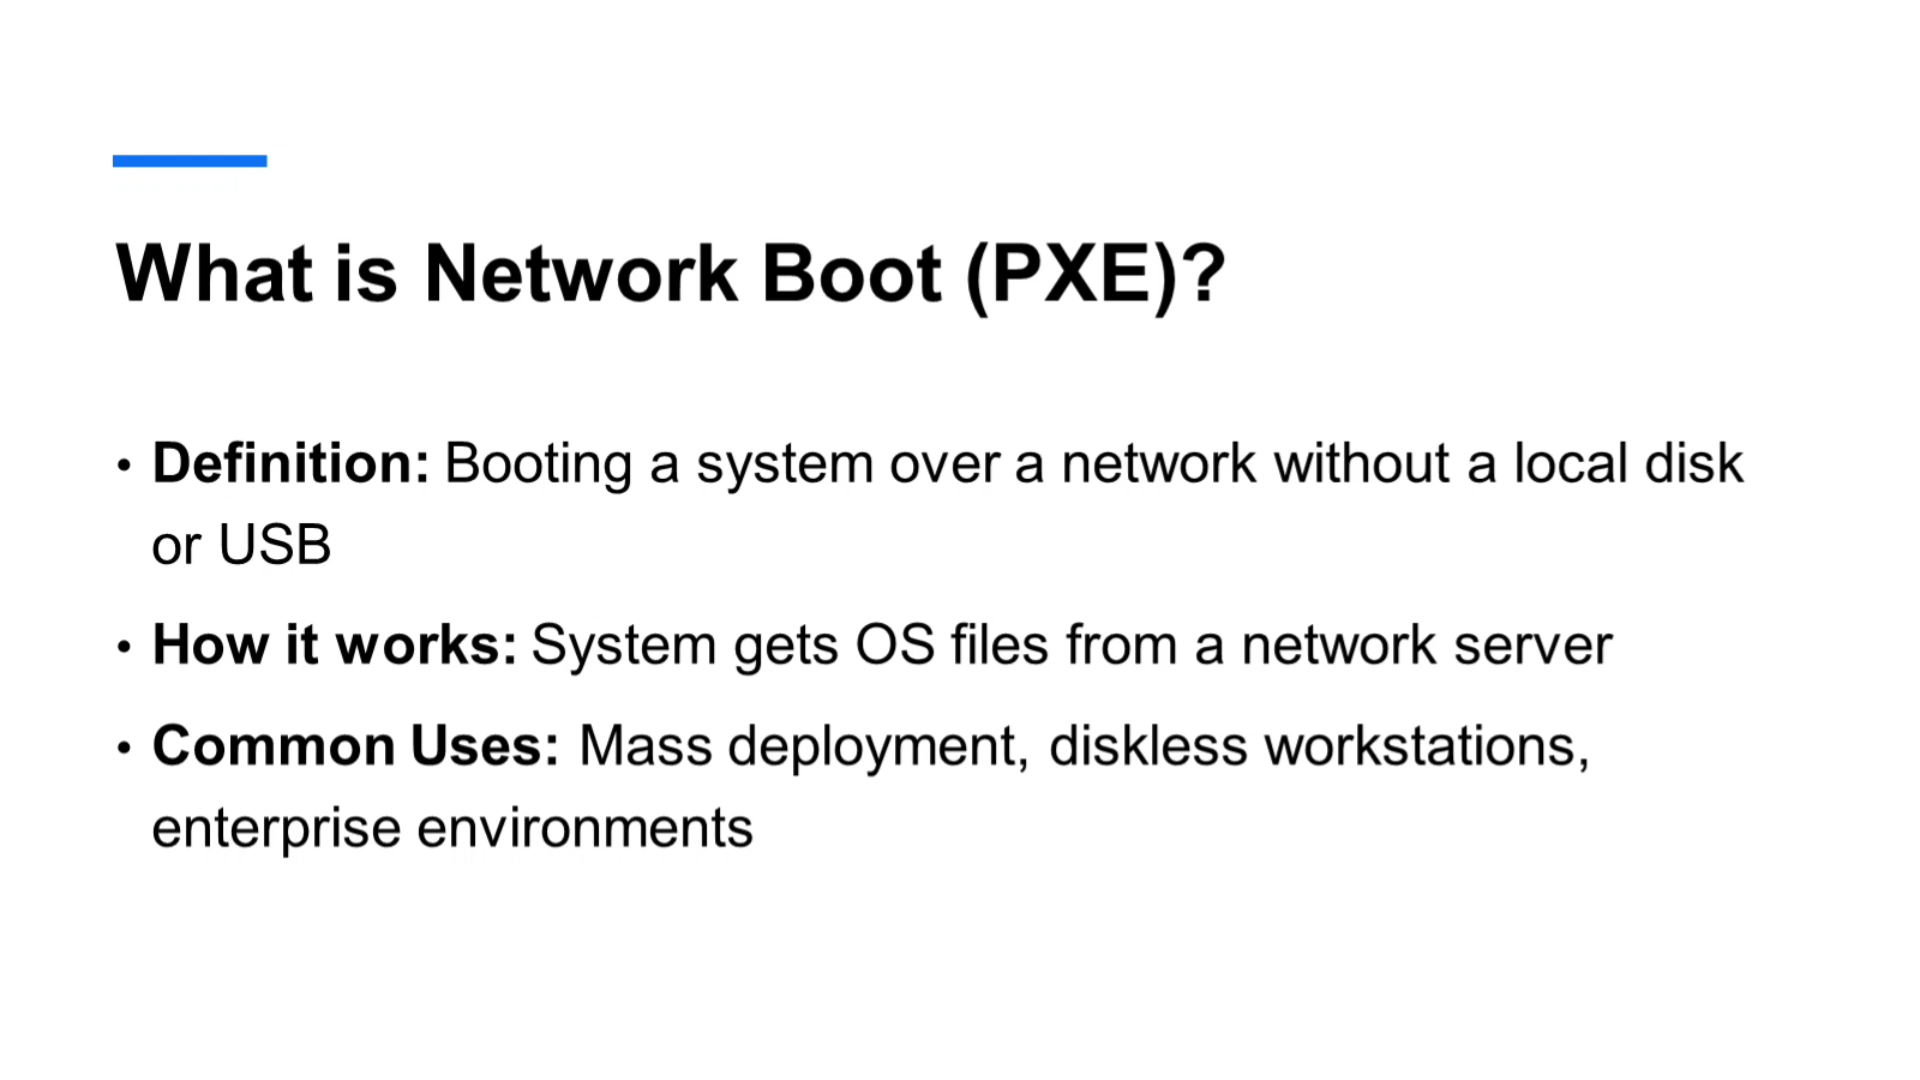 What is Network Boot (PXE)?
• Definition: Booting a system over a network without a local disk
or USB
• How it works: System gets OS files from a network server
• Common Uses: Mass deployment, diskless workstations,
enterprise environments